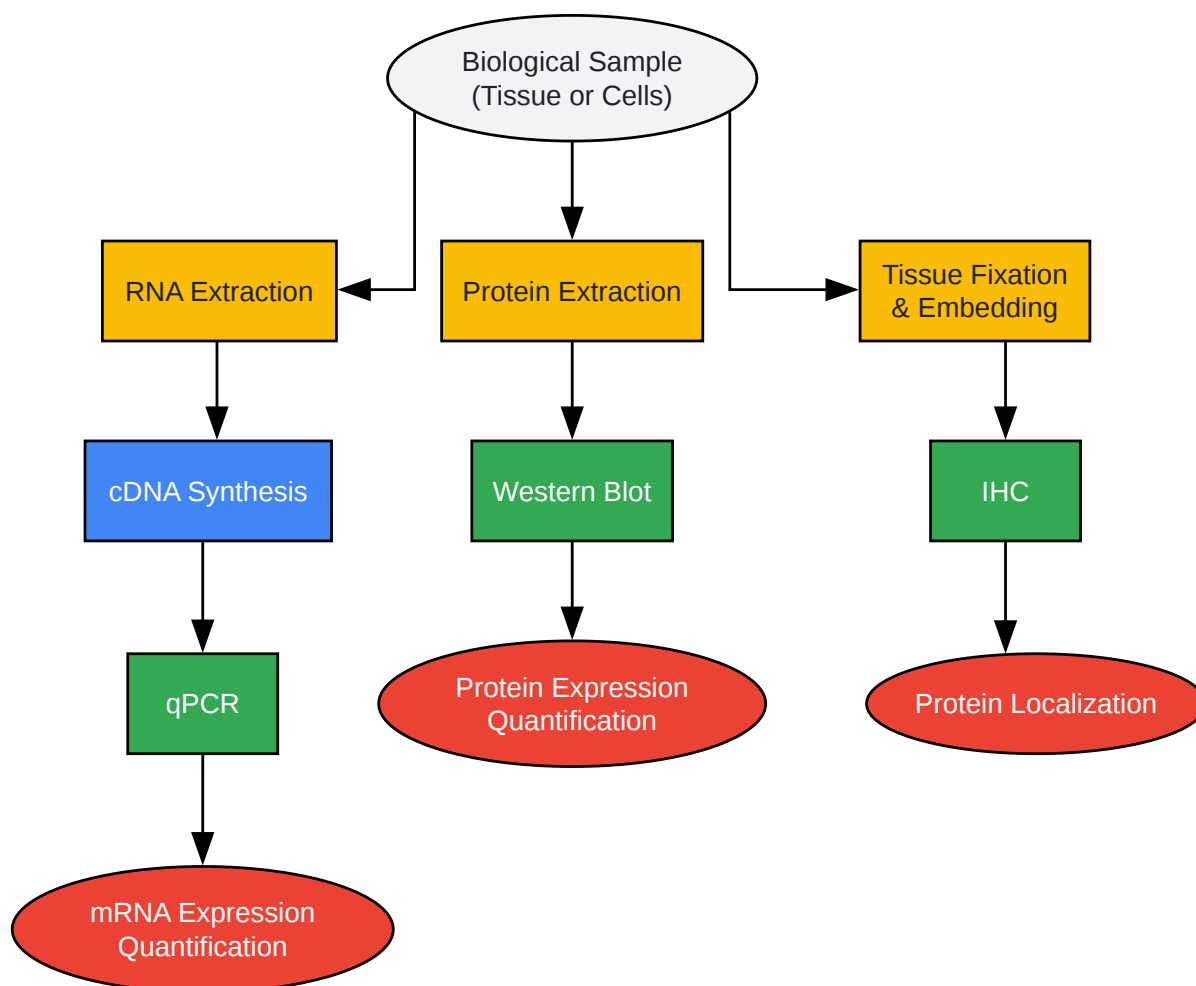 Biological Sample
(Tissue or Cells)
RNA Extraction
Protein Extraction
Tissue Fixation
& Embedding
cDNA Synthesis
Western Blot
IHC
qPCR
Protein Expression
Quantification
Protein Localization
mRNA Expression
Quantification